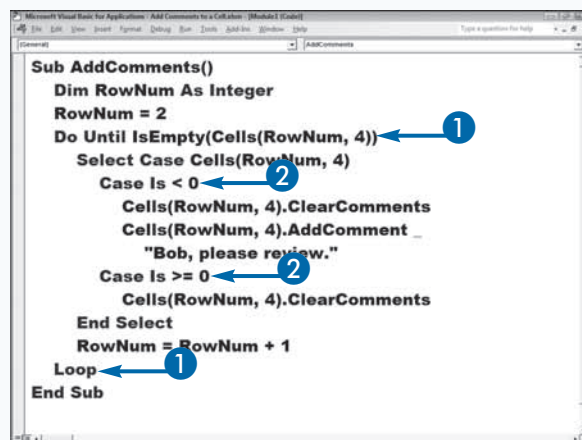 Microsoft Visual Basic for Applications - Add Comments to a Cell.xlsm - [Module1 (Code)]
File Edit View Insert Format Debug Run Tools Add-Ins Window Help Type a question for help
(General) AddComments
Sub AddComments()
Dim RowNum As Integer
RowNum = 2
Do Until IsEmpty(Cells(RowNum, 4)) 1
Select Case Cells(RowNum, 4)
Case Is < 0 2
Cells(RowNum, 4).ClearComments
Cells(RowNum, 4).AddComment _
"Bob, please review."
Case Is >= 0 2
Cells(RowNum, 4).ClearComments
End Select
RowNum = RowNum + 1
Loop 1
End Sub